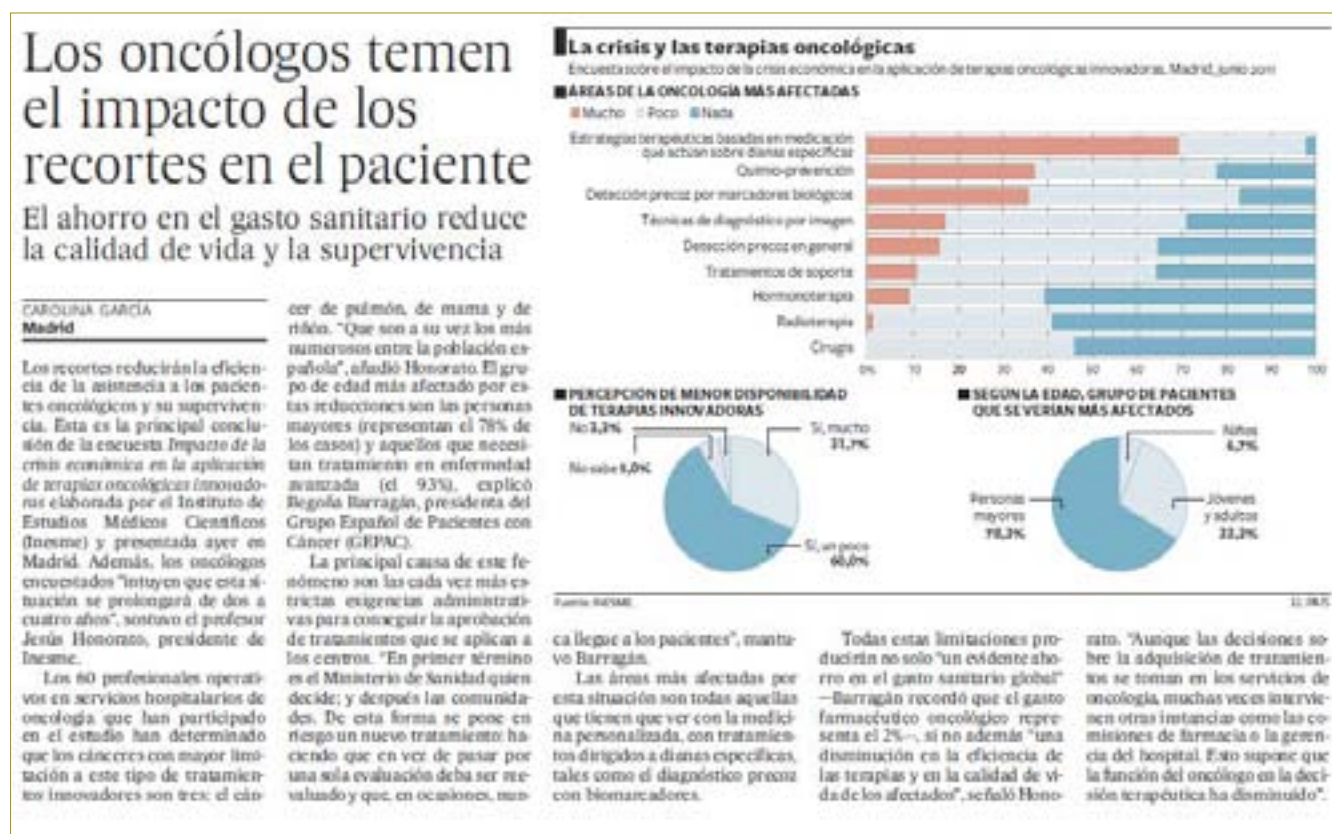 Los oncólogos temen
el impacto de los
recortes en el paciente
El ahorro en el gasto sanitario reduce
la calidad de vida y la supervivencia
CAROLINA GARCÍA
Madrid
Los recortes reducirán la eficien-
cia de la asistencia a los pacien-
tes oncológicos y su superviven-
cia. Esta es la principal conclu-
sión de la encuesta Impacto de la
crisis económica en la aplicación
de terapias oncológicas innovado-
ras elaborada por el Instituto de
Estudios Médicos Científicos
(Inesme) y presentada ayer en
Madrid. Además, los oncólogos
encuestados "intuyen que esta si-
tuación se prolongará de dos a
cuatro años", sostuvo el profesor
Jesús Honorato, presidente de
Inesme.
Los 60 profesionales operati-
vos en servicios hospitalarios de
oncología que han participado
en el estudio han determinado
que los cánceres con mayor limi-
tación a este tipo de tratamien-
tos innovadores son tres: el cán-
cer de pulmón, de mama y de
riñón. "Que son a su vez los más
numerosos entre la población es-
pañola", añadió Honorato. El gru-
po de edad más afectado por es-
tas reducciones son las personas
mayores (representan el 78% de
los casos) y aquellos que necesi-
tan tratamiento en enfermedad
avanzada (el 93%), explicó
Begoña Barragán, presidenta del
Grupo Español de Pacientes con
Cáncer (GEPAC).
La principal causa de este fe-
nómeno son las cada vez más es-
trictas exigencias administrati-
vas para conseguir la aprobación
de tratamientos que se aplican a
los centros. "En primer término
es el Ministerio de Sanidad quien
decide; y después las comunida-
des. De esta forma se pone en
riesgo un nuevo tratamiento: ha-
ciendo que en vez de pasar por
una sola evaluación deba ser ree-
valuado y que, en ocasiones, nun-
ca llegue a los pacientes", mantu-
vo Barragán.
Las áreas más afectadas por
esta situación son todas aquellas
que tienen que ver con la medici-
na personalizada, con tratamien-
tos dirigidos a dianas específicas,
tales como el diagnóstico precoz
con biomarcadores.
Todas estas limitaciones pro-
ducirán no solo "un evidente aho-
rro en el gasto sanitario global"
—Barragán recordó que el gasto
farmacéutico oncológico repre-
senta el 2%—, si no además "una
disminución en la eficiencia de
las terapias y en la calidad de vi-
da de los afectados", señaló Hono-
rato. "Aunque las decisiones so-
bre la adquisición de tratamien-
tos se toman en los servicios de
oncología, muchas veces intervie-
nen otras instancias como las co-
misiones de farmacia o la geren-
cia del hospital. Esto supone que
la función del oncólogo en la deci-
sión terapéutica ha disminuido".
La crisis y las terapias oncológicas
Encuesta sobre el impacto de la crisis económica en la aplicación de terapias oncológicas innovadoras. Madrid, junio 2011
ÁREAS DE LA ONCOLOGÍA MÁS AFECTADAS
Mucho Poco Nada
Estrategias terapéuticas basadas en medicación
que actúan sobre dianas específicas
Quimio-prevención
Detección precoz por marcadores biológicos
Técnicas de diagnóstico por imagen
Detección precoz en general
Tratamientos de soporte
Hormonoterapia
Radioterapia
Cirugía
0% 10 20 30 40 50 60 70 80 90 100
PERCEPCIÓN DE MENOR DISPONIBILIDAD
DE TERAPIAS INNOVADORAS
No 3,3%
No sabe 5,0%
Sí, mucho
31,7%
Sí, un poco
60,0%
SEGÚN LA EDAD, GRUPO DE PACIENTES
QUE SE VERÍAN MÁS AFECTADOS
Niños
6,7%
Jóvenes
y adultos
33,3%
Personas
mayores
78,3%
Fuente: INESME.
EL PAÍS